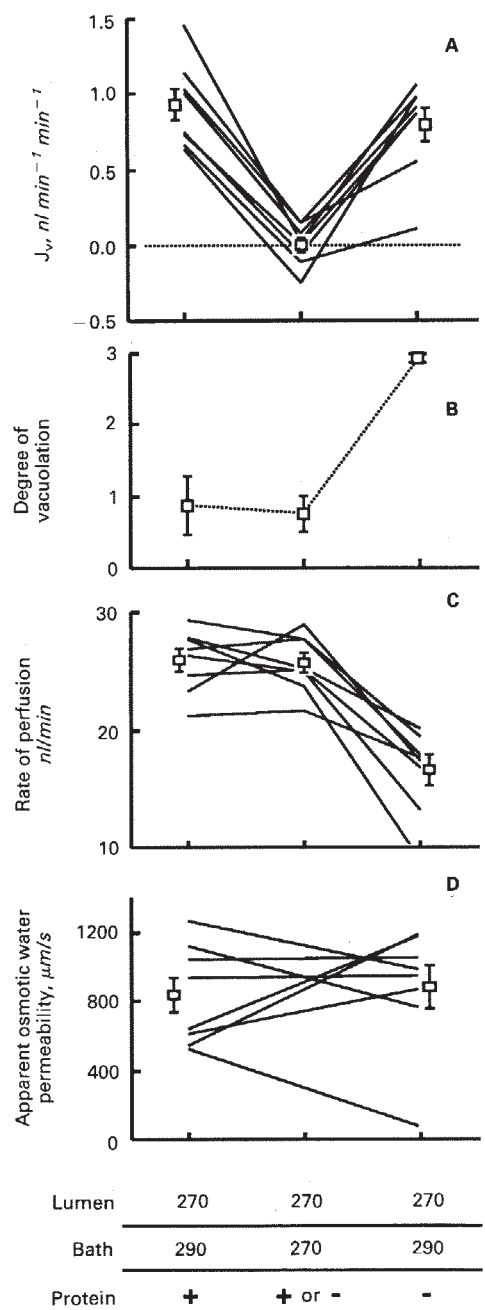 A
1.5
1.0
0.5
0.0
−0.5
Jv, nl min−1 min−1
B
3
2
1
0
Degree of
vacuolation
C
30
20
10
Rate of perfusion
nl/min
D
1200
800
400
0
Apparent osmotic water
permeability, μm/s
Lumen 270 270 270
Bath 290 270 290
Protein + + or - -